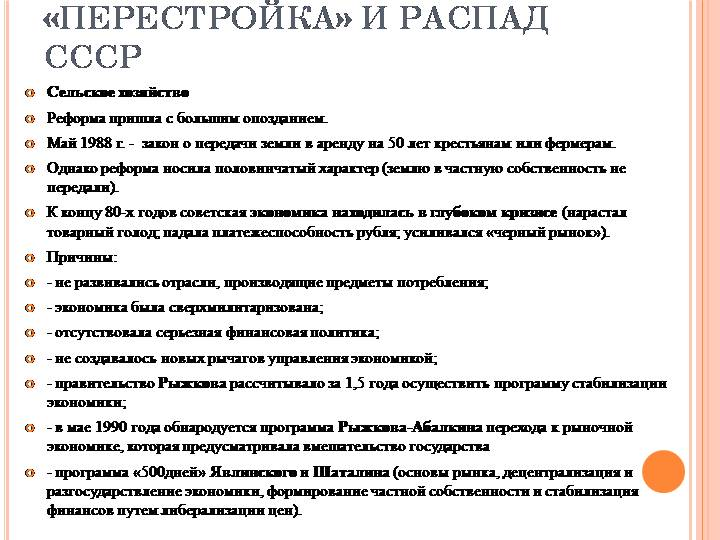 «ПЕРЕСТРОЙКА» И РАСПАД
СССР
Сельское хозяйство
Реформа пришла с большим опозданием.
Май 1988 г. - закон о передачи земли в аренду на 50 лет крестьянам или фермерам.
Однако реформа носила половинчатый характер (землю в частную собственность не
передали).
К концу 80-х годов советская экономика находилась в глубоком кризисе (нарастал
товарный голод; падала платежеспособность рубля; усиливался «черный рынок»).
Причины:
- не развивались отрасли, производящие предметы потребления;
- экономика была сверхмилитаризована;
- отсутствовала серьезная финансовая политика;
- не создавалось новых рычагов управления экономикой;
- правительство Рыжкова рассчитывало за 1,5 года осуществить программу стабилизации
экономики;
- в мае 1990 года обнародуется программа Рыжкова-Абалкина перехода к рыночной
экономике, которая предусматривала вмешательство государства
- программа «500дней» Явлинского и Шаталина (основы рынка, децентрализация и
разгосударствление экономики, формирование частной собственности и стабилизация
финансов путем либерализации цен).